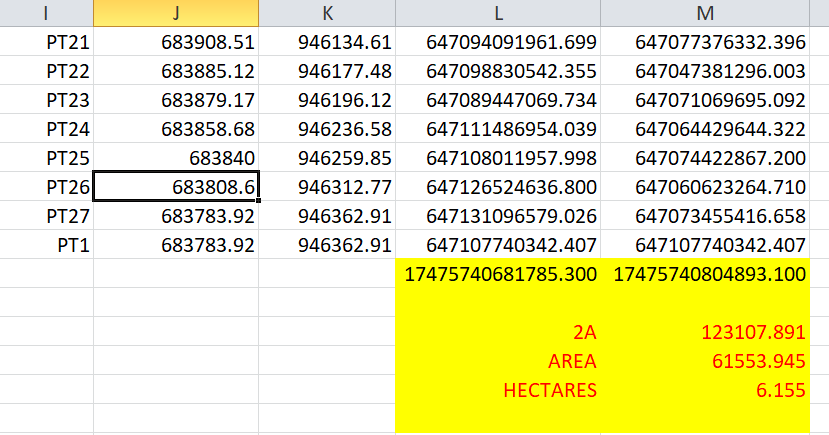 I J K L M
PT21 683908.51 946134.61 647094091961.699 647077376332.396
PT22 683885.12 946177.48 647098830542.355 647047381296.003
PT23 683879.17 946196.12 647089447069.734 647071069695.092
PT24 683858.68 946236.58 647111486954.039 647064429644.322
PT25 683840 946259.85 647108011957.998 647074422867.200
PT26 683808.6 946312.77 647126524636.800 647060623264.710
PT27 683783.92 946362.91 647131096579.026 647073455416.658
PT1 683783.92 946362.91 647107740342.407 647107740342.407
17475740681785.300 17475740804893.100
2A 123107.891
AREA 61553.945
HECTARES 6.155